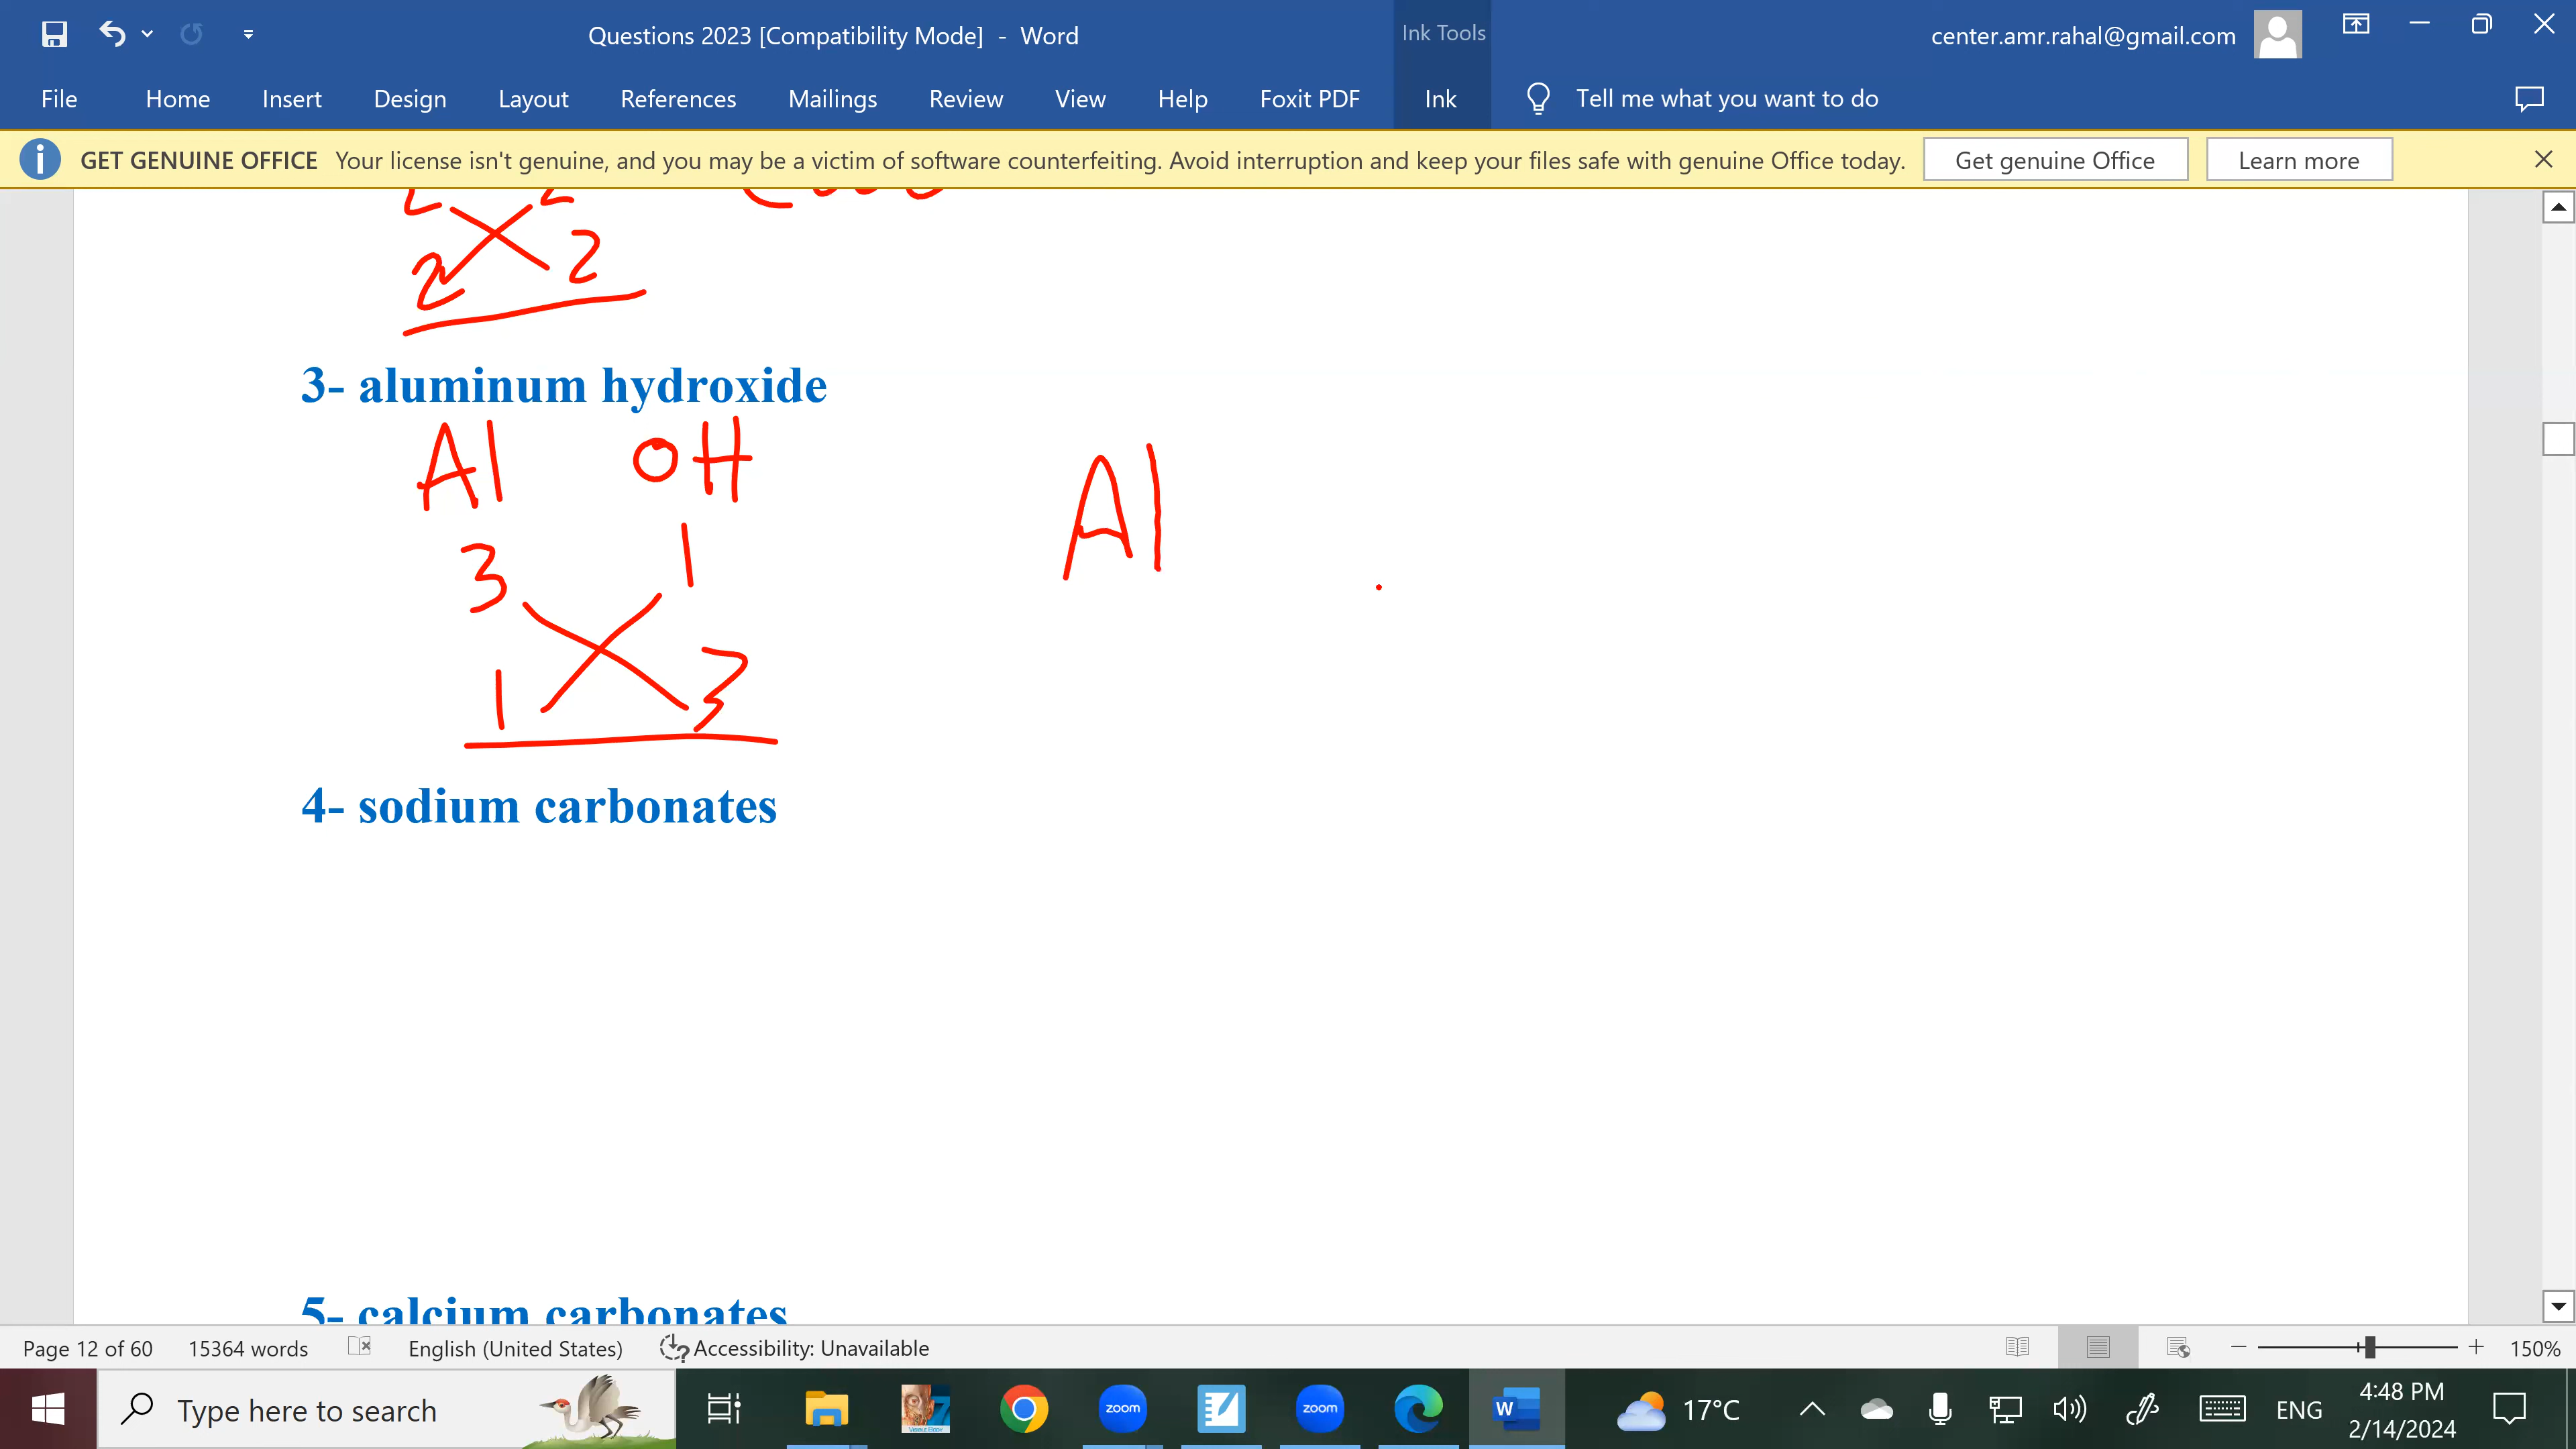 Questions 2023 [Compatibility Mode] - Word
Ink Tools
center.amr.rahal@gmail.com
File Home Insert Design Layout References Mailings Review View Help Foxit PDF Ink Tell me what you want to do
GET GENUINE OFFICE Your license isn't genuine, and you may be a victim of software counterfeiting. Avoid interruption and keep your files safe with genuine Office today. Get genuine Office Learn more
2 2
2 2
3- aluminum hydroxide
Al OH Al
3 1
1 3
4- sodium carbonates
5- calcium carbonates
Page 12 of 60 15364 words English (United States) Accessibility: Unavailable 150%
Type here to search zoom zoom W 17°C ENG 4:48 PM
2/14/2024